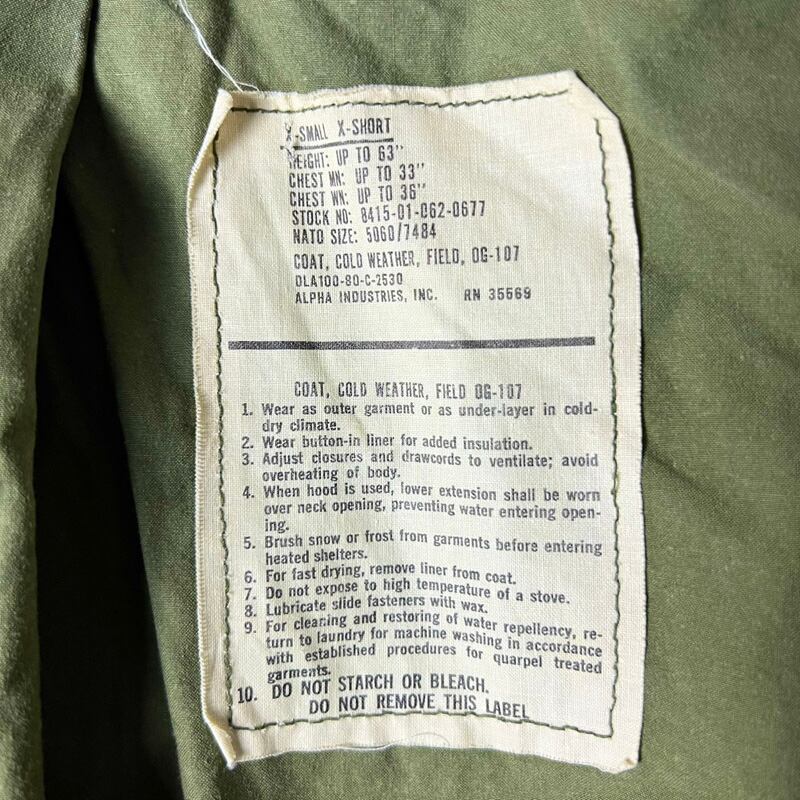 X-SMALL X-SHORT
HEIGHT: UP TO 63"
CHEST MN: UP TO 33"
CHEST WN: UP TO 36"
STOCK NO: 8415-01-062-0677
NATO SIZE: 5060/7484
COAT, COLD WEATHER, FIELD, OG-107
DLA100-80-C-2530
ALPHA INDUSTRIES, INC. RN 35569
COAT, COLD WEATHER, FIELD OG-107
1. Wear as outer garment or as under-layer in cold-
dry climate.
2. Wear button-in liner for added insulation.
3. Adjust closures and drawcords to ventilate; avoid
overheating of body.
4. When hood is used, lower extension shall be worn
over neck opening, preventing water entering open-
ing.
5. Brush snow or frost from garments before entering
heated shelters.
6. For fast drying, remove liner from coat.
7. Do not expose to high temperature of a stove.
8. Lubricate slide fasteners with wax.
9. For cleaning and restoring of water repellency, re-
turn to laundry for machine washing in accordance
with established procedures for quarpel treated
garments.
10. DO NOT STARCH OR BLEACH.
DO NOT REMOVE THIS LABEL